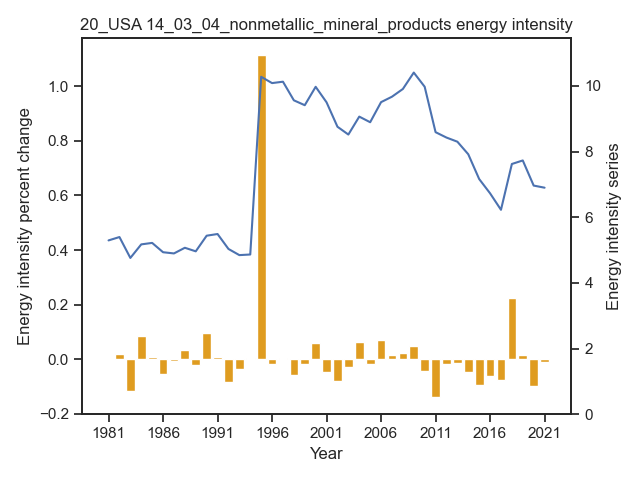 20_USA 14_03_04_nonmetallic_mineral_products energy intensity
Energy intensity percent change
1.0
0.8
0.6
0.4
0.2
0.0
−0.2
10
8
6
4
2
0
Energy intensity series
1981 1986 1991 1996 2001 2006 2011 2016 2021
Year